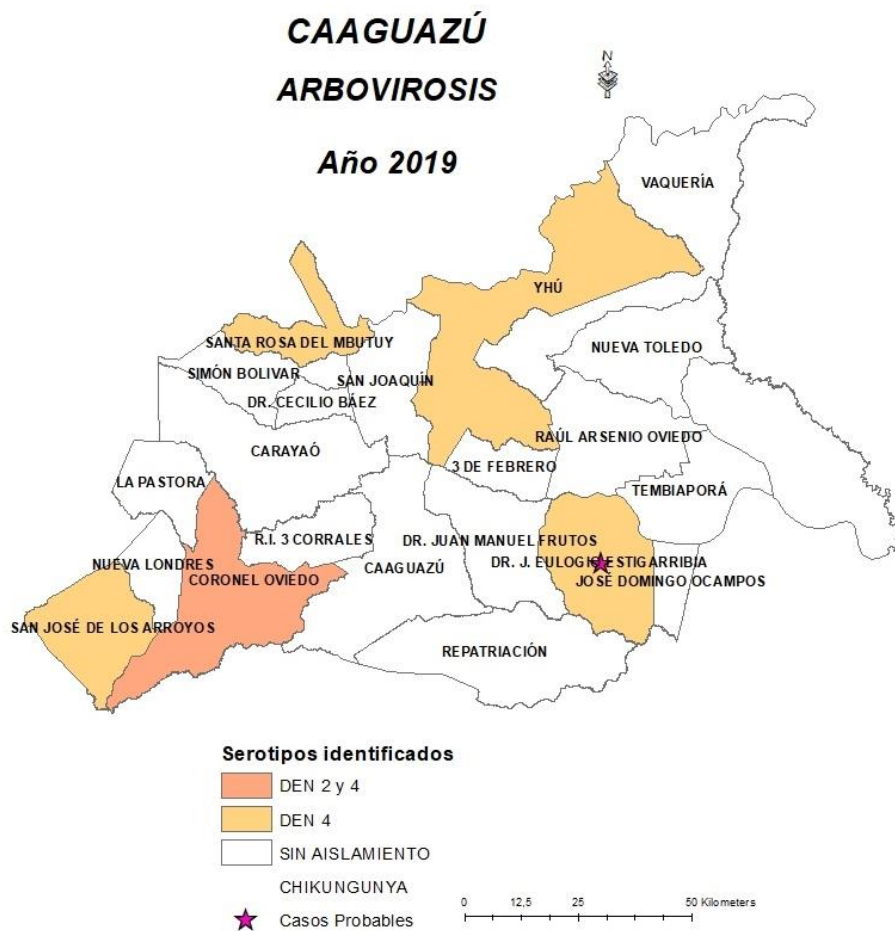 CAAGUAZÚ
ARBOVIROSIS
Año 2019
N
VAQUERÍA
YHÚ
SANTA ROSA DEL MBUTUY
NUEVA TOLEDO
SIMÓN BOLIVAR
SAN JOAQUÍN
DR. CECILIO BÁEZ
RAÚL ARSENIO OVIEDO
CARAYAÓ
3 DE FEBRERO
LA PASTORA
TEMBIAPORÁ
R.I. 3 CORRALES
DR. JUAN MANUEL FRUTOS
NUEVA LONDRES
CAAGUAZÚ
DR. J. EULOGIO ESTIGARRIBIA
CORONEL OVIEDO
JOSÉ DOMINGO OCAMPOS
SAN JOSÉ DE LOS ARROYOS
REPATRIACIÓN
Serotipos identificados
DEN 2 y 4
DEN 4
SIN AISLAMIENTO
CHIKUNGUNYA
Casos Probables
0 12,5 25 50 Kilometers